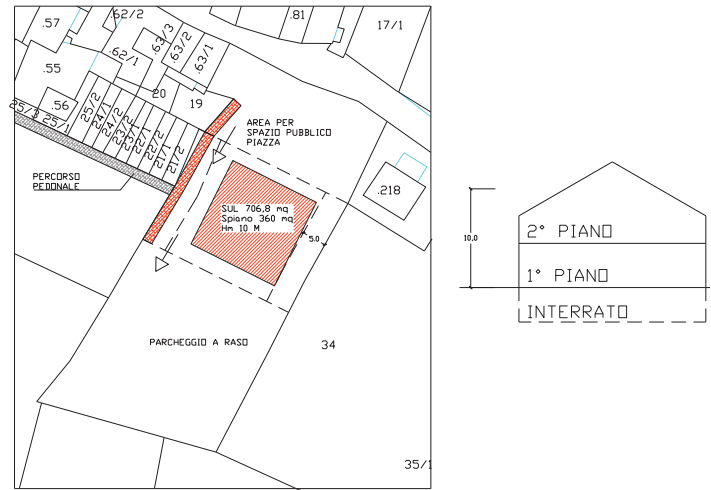 .57
.62/2
.81
17/1
.63/3
.63/2
.63/1
.62/1
.55
20
19
.56
25/3
25/1
25/2
24/1
24/2
23/2
23/1
22/1
22/2
21/1
21/2
AREA PER
SPAZIO PUBBLICO
PIAZZA
PERCORSO
PEDONALE
.218
SUL 706,8 mq
Spiano 360 mq
Hm 10 M
5.0
PARCHEGGIO A RASO
34
35/1
10,0
2° PIANO
1° PIANO
INTERRATO